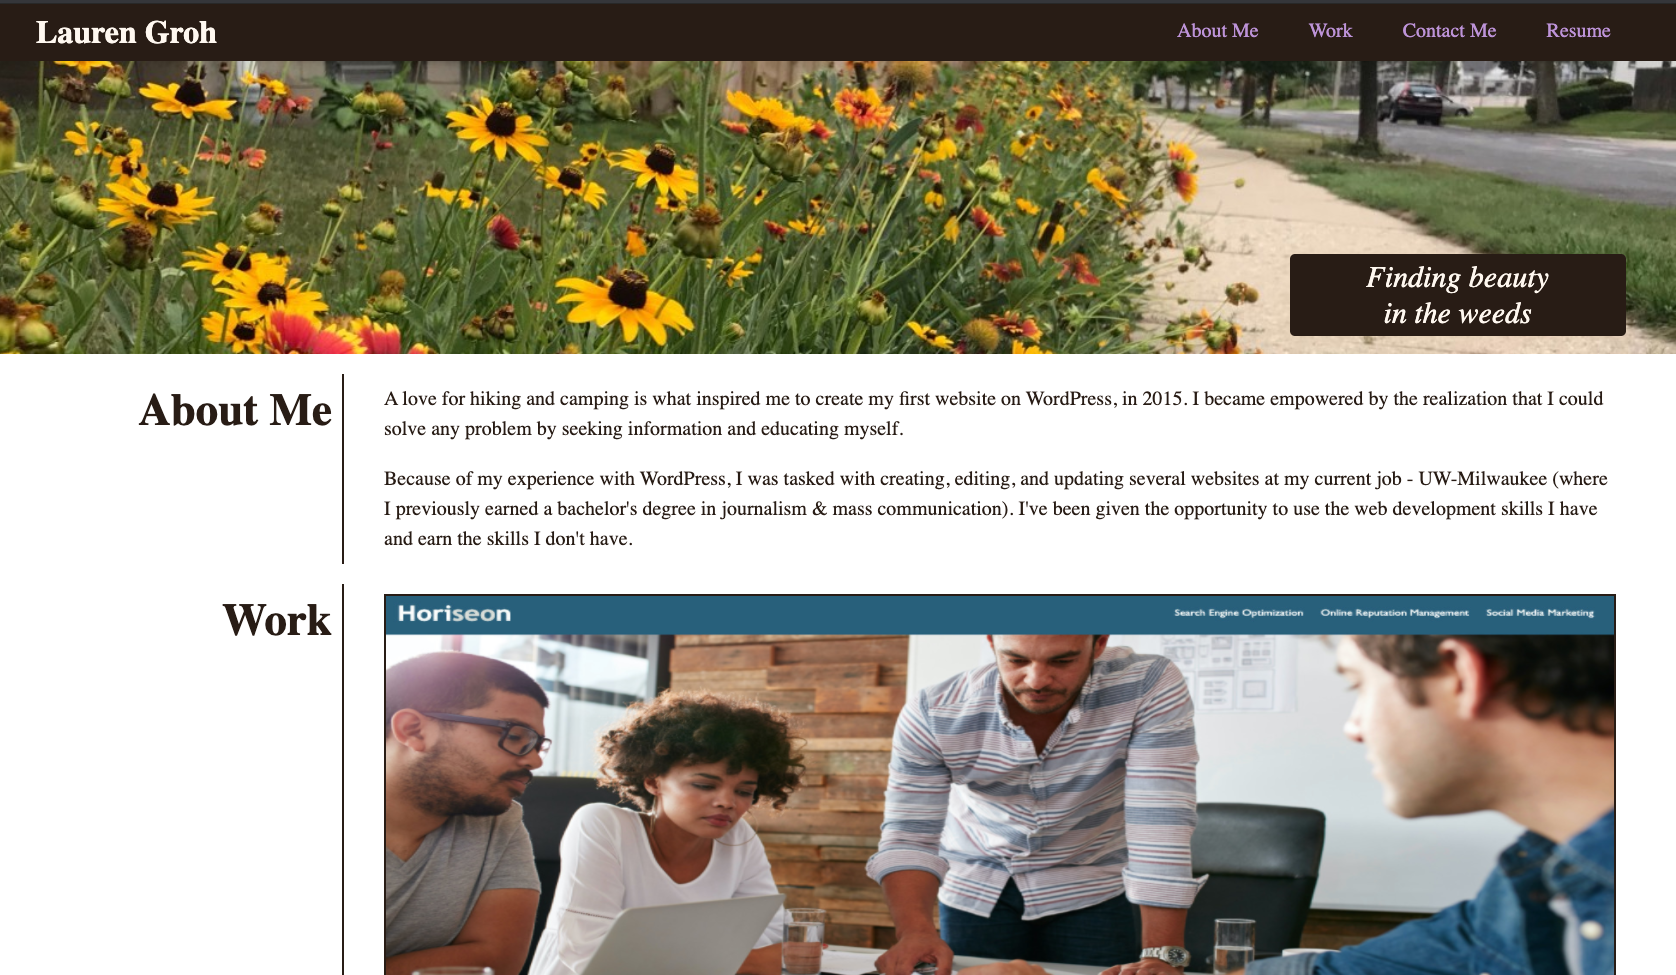 Lauren Groh
About Me Work Contact Me Resume
Finding beauty
in the weeds
About Me
A love for hiking and camping is what inspired me to create my first website on WordPress, in 2015. I became empowered by the realization that I could
solve any problem by seeking information and educating myself.
Because of my experience with WordPress, I was tasked with creating, editing, and updating several websites at my current job - UW-Milwaukee (where
I previously earned a bachelor's degree in journalism & mass communication). I've been given the opportunity to use the web development skills I have
and earn the skills I don't have.
Work
Horiseon
Search Engine Optimization Online Reputation Management Social Media Marketing